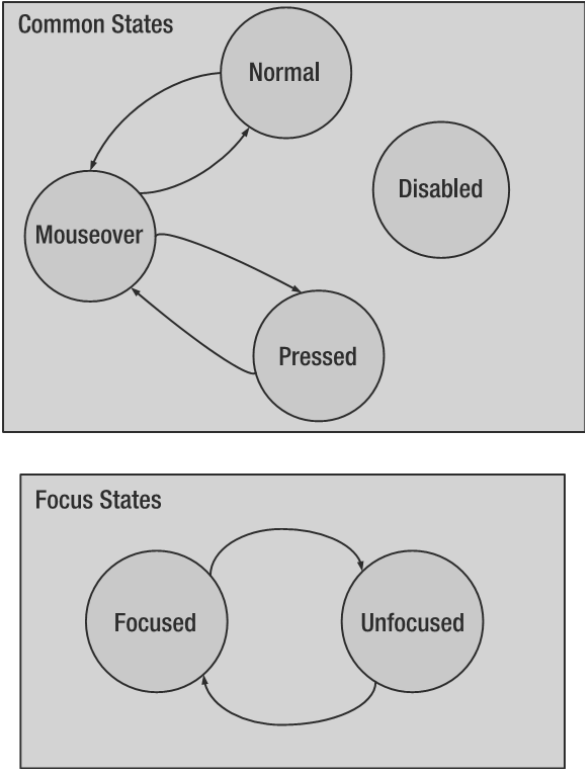 Common States
Normal
Disabled
Mouseover
Pressed
Focus States
Focused
Unfocused